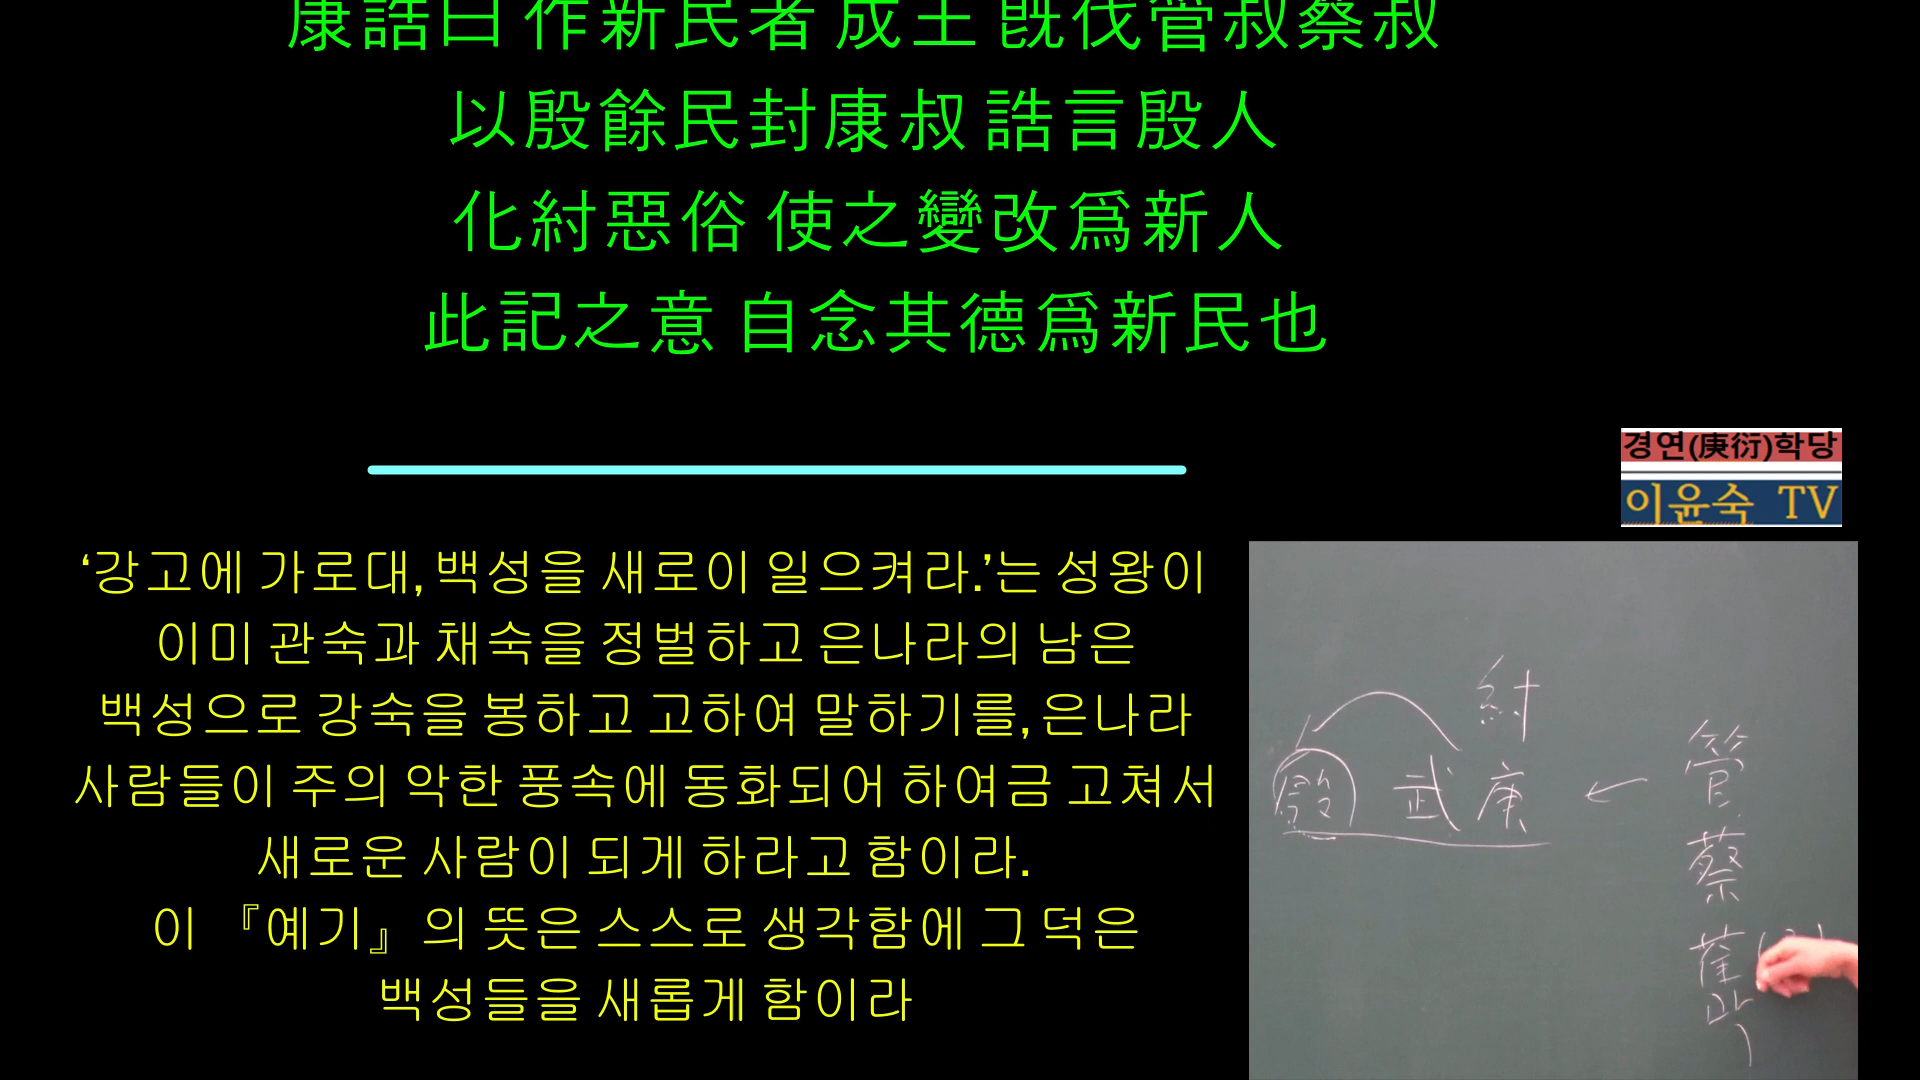 康誥曰 作新民者 成王 旣伐管叔蔡叔
以殷餘民封康叔 誥言殷人
化紂惡俗 使之變改爲新人
此記之意 自念其德爲新民也
경연(庚衍)학당
이윤숙 TV
‘강고에 가로대, 백성을 새로이 일으켜라.’는 성왕이
이미 관숙과 채숙을 정벌하고 은나라의 남은
백성으로 강숙을 봉하고 고하여 말하기를, 은나라
사람들이 주의 악한 풍속에 동화되어 하여금 고쳐서
새로운 사람이 되게 하라고 함이라.
이 『예기』의 뜻은 스스로 생각함에 그 덕은
백성들을 새롭게 함이라
紂
殷 武庚
管
蔡